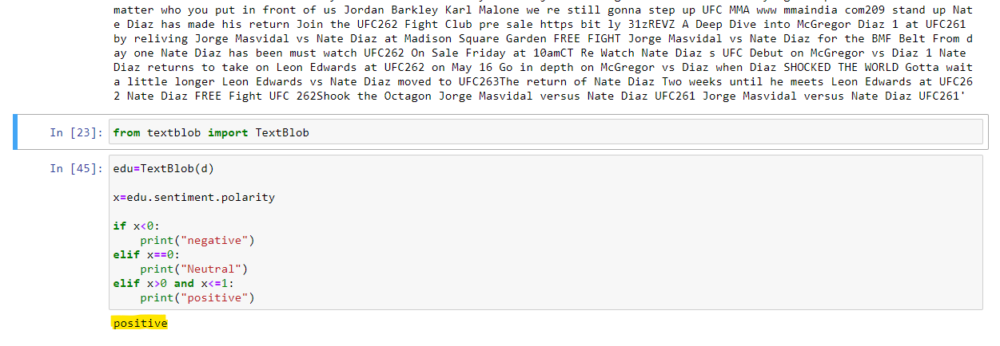 matter who you put in front of us Jordan Barkley Karl Malone we re still gonna step up UFC MMA www mmaindia com209 stand up Nat
e Diaz has made his return Join the UFC262 Fight Club pre sale https bit ly 31zREVZ A Deep Dive into McGregor Diaz 1 at UFC261
by reliving Jorge Masvidal vs Nate Diaz at Madison Square Garden FREE FIGHT Jorge Masvidal vs Nate Diaz for the BMF Belt From d
ay one Nate Diaz has been must watch UFC262 On Sale Friday at 10amCT Re Watch Nate Diaz s UFC Debut on McGregor vs Diaz 1 Nate
Diaz returns to take on Leon Edwards at UFC262 on May 16 Go in depth on McGregor vs Diaz when Diaz SHOCKED THE WORLD Gotta wait
a little longer Leon Edwards vs Nate Diaz moved to UFC263The return of Nate Diaz Two weeks until he meets Leon Edwards at UFC26
2 Nate Diaz FREE Fight UFC 262Shook the Octagon Jorge Masvidal versus Nate Diaz UFC261 Jorge Masvidal versus Nate Diaz UFC261'
In [23]: from textblob import TextBlob
In [45]: edu=TextBlob(d)
x=edu.sentiment.polarity
if x<0:
    print("negative")
elif x==0:
    print("Neutral")
elif x>0 and x<=1:
    print("positive")
positive